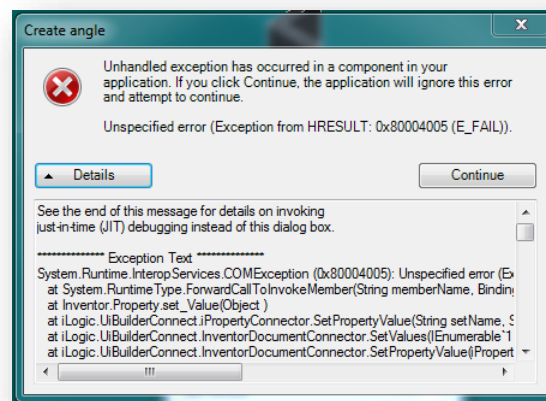 Create angle
Unhandled exception has occurred in a component in your
application. If you click Continue, the application will ignore this error
and attempt to continue.
Unspecified error (Exception from HRESULT: 0x80004005 (E_FAIL)).
Details
Continue
See the end of this message for details on invoking
just-in-time (JIT) debugging instead of this dialog box.
************** Exception Text **************
System.Runtime.InteropServices.COMException (0x80004005): Unspecified error (Ex
at System.RuntimeType.ForwardCallToInvokeMember(String memberName, Binding
at Inventor.Property.set_Value(Object )
at iLogic.UiBuilderConnect.iPropertyConnector.SetPropertyValue(String setName, S
at iLogic.UiBuilderConnect.InventorDocumentConnector.SetValues(IEnumerable`1
at iLogic.UiBuilderConnect.InventorDocumentConnector.SetPropertyValue(iPropert